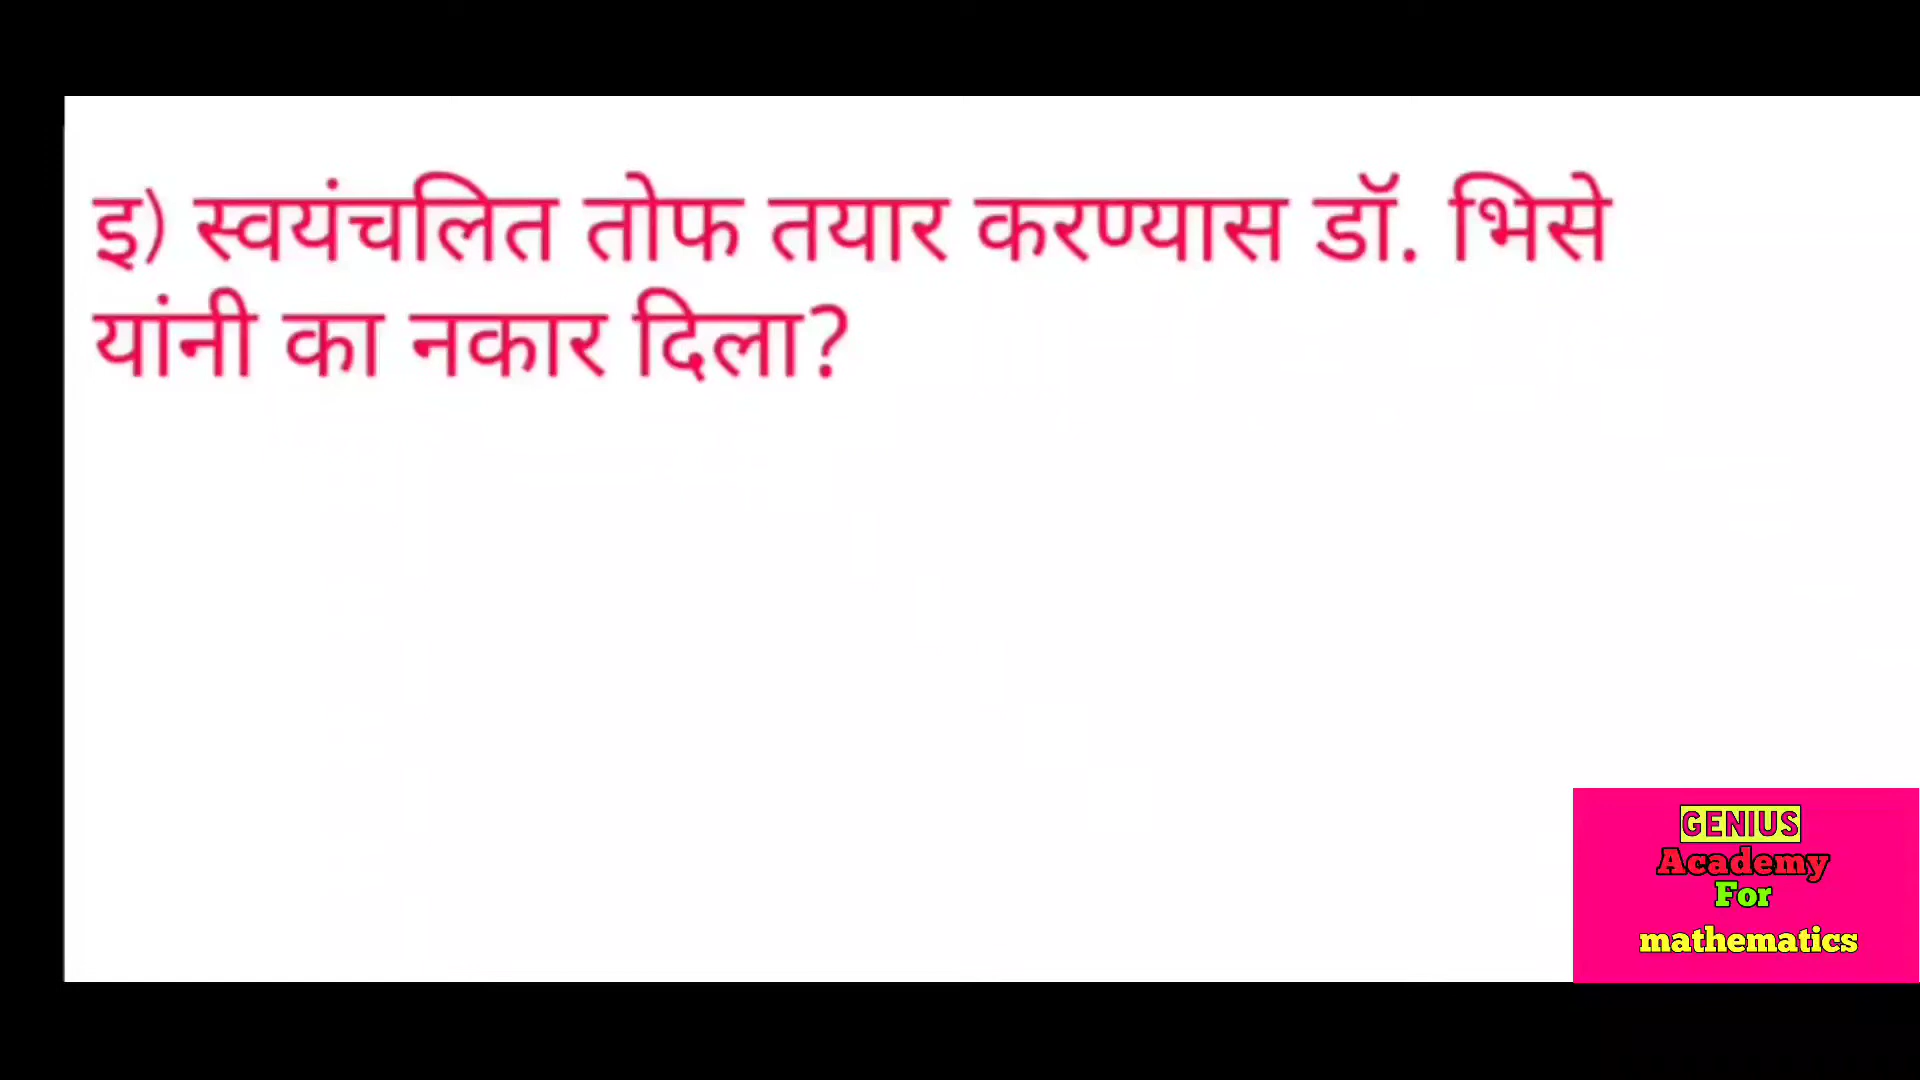 इ) स्वयंचलित तोफ तयार करण्यास डॉ. भिसे
यांनी का नकार दिला?
GENIUS
Academy
For
mathematics